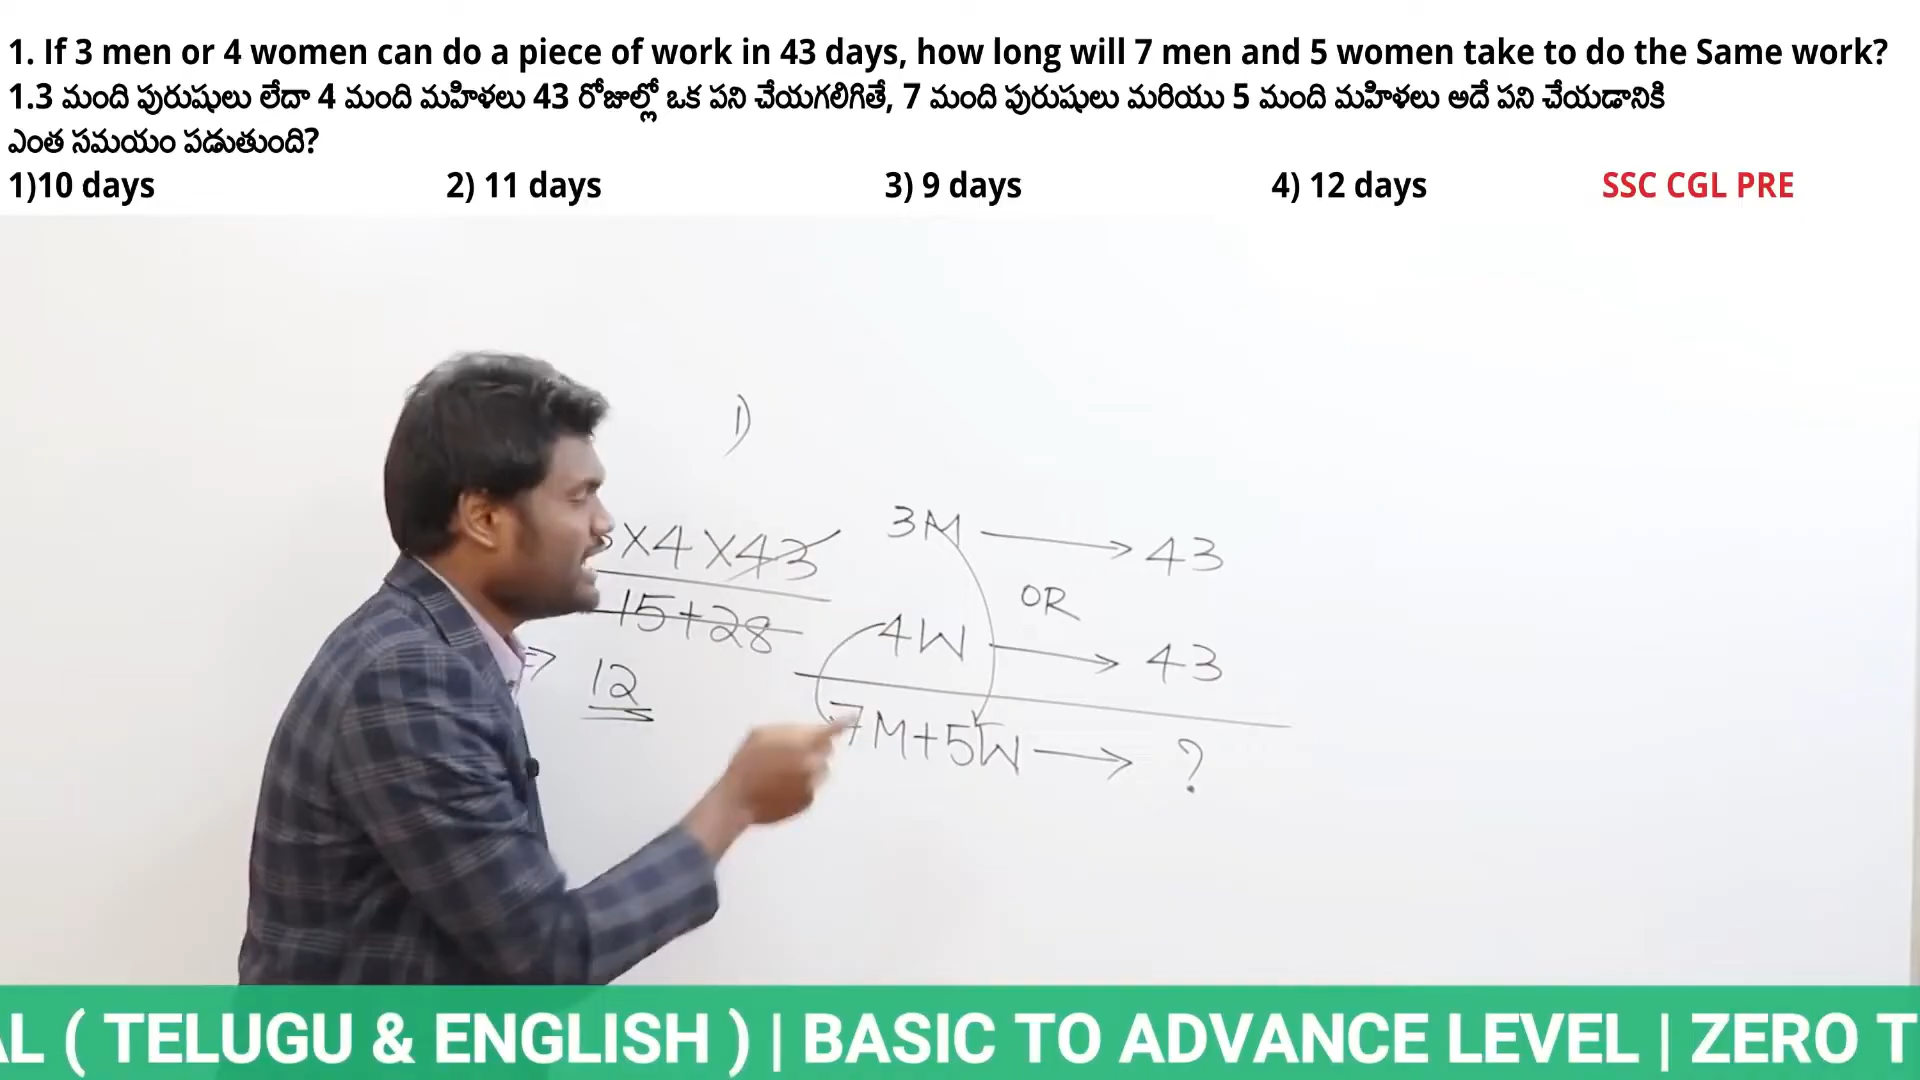 1. If 3 men or 4 women can do a piece of work in 43 days, how long will 7 men and 5 women take to do the Same work?
1.3 మంది పురుషులు లేదా 4 మంది మహిళలు 43 రోజుల్లో ఒక పని చేయగలిగితే, 7 మంది పురుషులు మరియు 5 మంది మహిళలు అదే పని చేయడానికి
ఎంత సమయం పడుతుంది?
1)10 days 2) 11 days 3) 9 days 4) 12 days SSC CGL PRE
1)
X4 X43
15+28
⇒ 12
3M → 43
OR
4W → 43
7M+5W → ?
AL ( TELUGU & ENGLISH ) | BASIC TO ADVANCE LEVEL | ZERO T